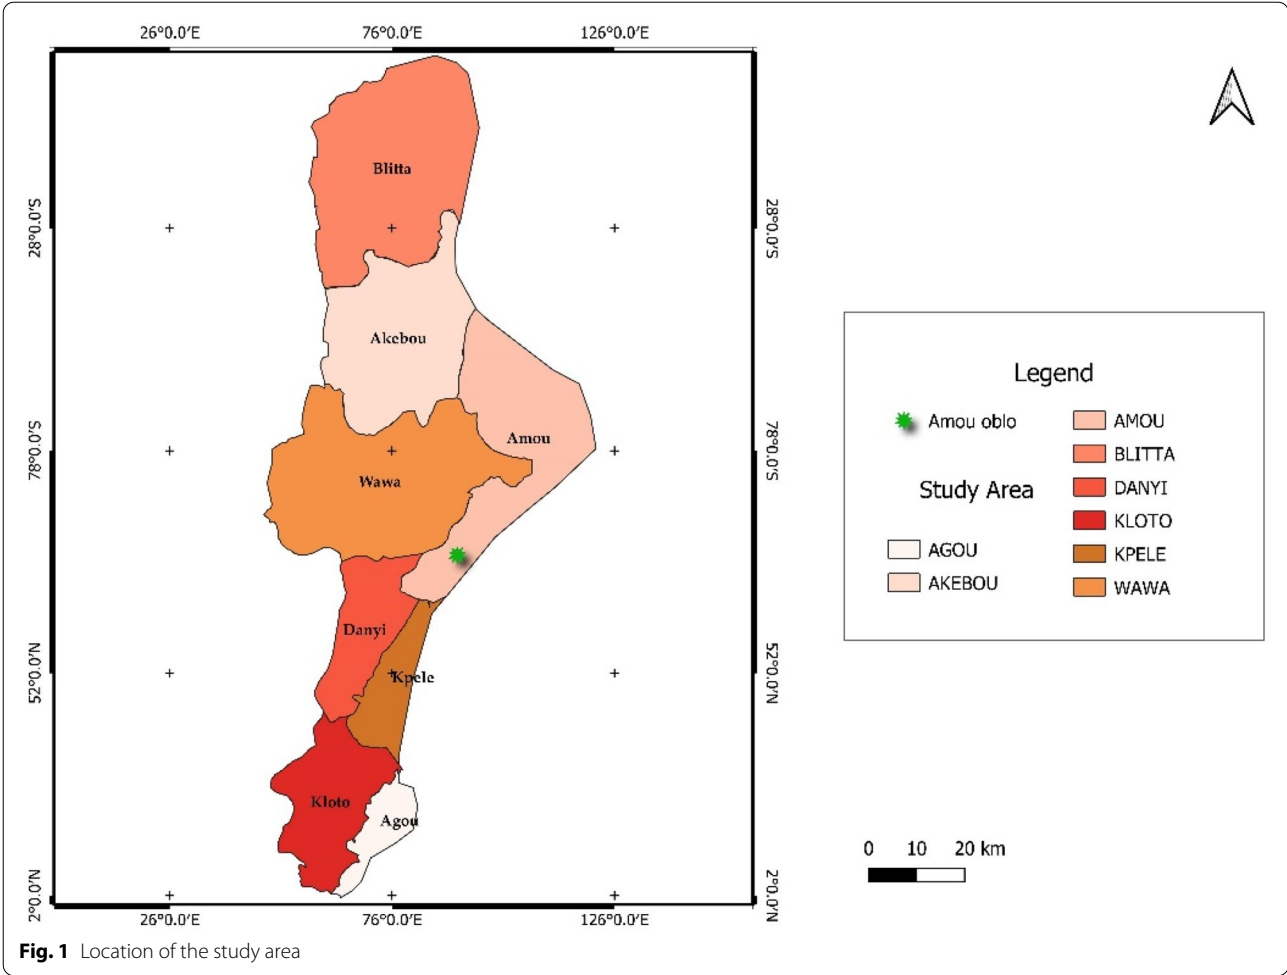 26°0.0′E 76°0.0′E 126°0.0′E
Blitta
28°0.0′S 28°0.0′S
Akebou
Amou
78°0.0′S 78°0.0′S
Wawa
Danyi
52°0.0′N 52°0.0′N
Kpele
Kloto
Agou
2°0.0′N 2°0.0′N
26°0.0′E 76°0.0′E 126°0.0′E
Legend
Amou oblo
Study Area
AGOU
AKEBOU
AMOU
BLITTA
DANYI
KLOTO
KPELE
WAWA
0 10 20 km
Fig. 1 Location of the study area